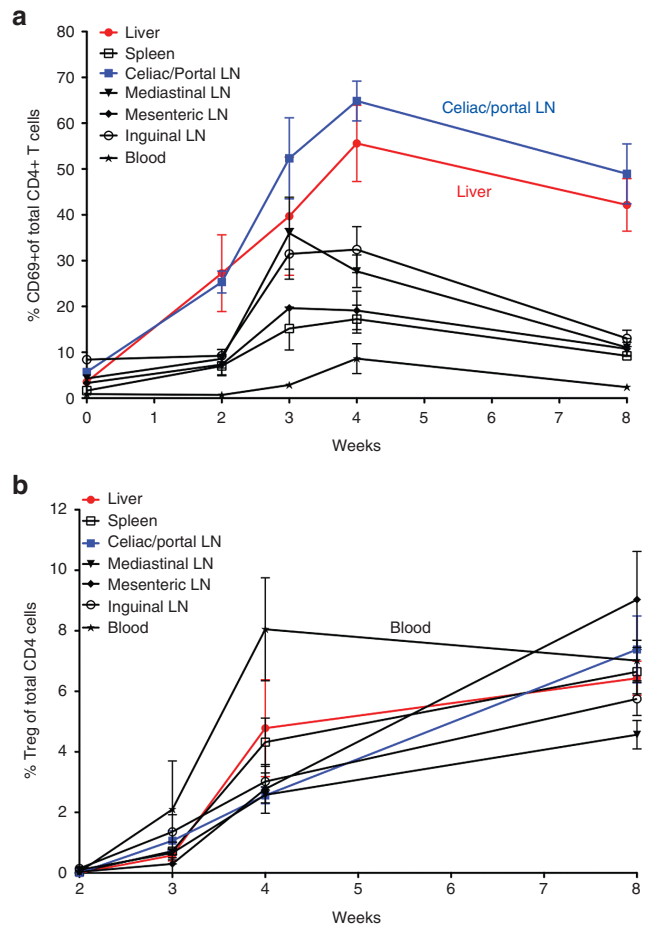 a
80
70
60
50
40
30
20
10
0
% CD69+of total CD4+ T cells
Liver
Spleen
Celiac/Portal LN
Mediastinal LN
Mesenteric LN
Inguinal LN
Blood
Celiac/portal LN
Liver
0 1 2 3 4 5 6 7 8
Weeks
b
12
10
8
6
4
2
0
% Treg of total CD4 cells
Liver
Spleen
Celiac/portal LN
Mediastinal LN
Mesenteric LN
Inguinal LN
Blood
Blood
2 3 4 5 6 7 8
Weeks